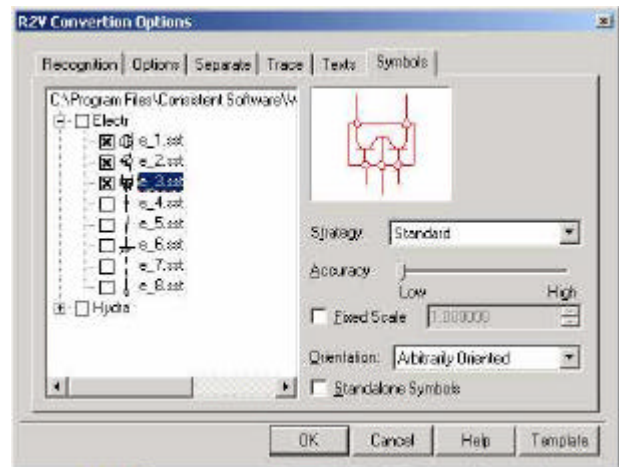 R2V Convertion Options
Recognition Options Separate Trace Texts Symbols
C:\Program Files\Consistent Software\W
Electr
e_1.sst
e_2.sst
e_3.sst
e_4.sst
e_5.sst
e_6.sst
e_7.sst
e_8.sst
Hydra
Strategy Standard
Accuracy
Low High
Fixed Scale 1.000000
Orientation: Arbitrarily Oriented
Standalone Symbols
OK Cancel Help Template